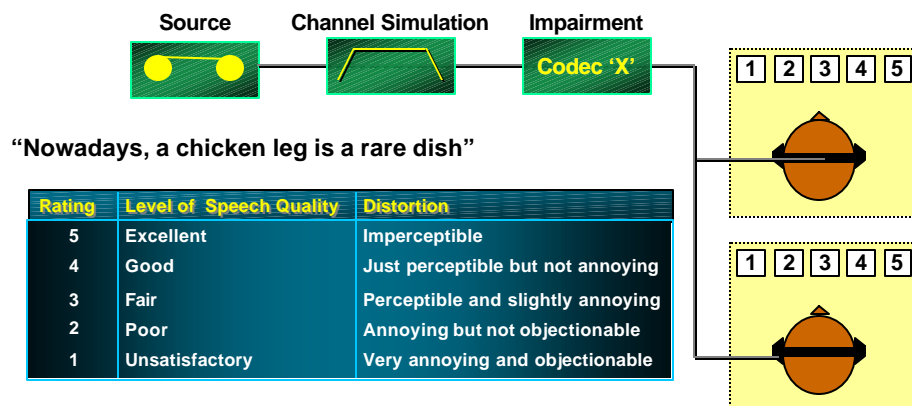 Source Channel Simulation Impairment
Codec ‘X’
1 2 3 4 5
“Nowadays, a chicken leg is a rare dish”
Rating Level of Speech Quality Distortion
5 Excellent Imperceptible
4 Good Just perceptible but not annoying
3 Fair Perceptible and slightly annoying
2 Poor Annoying but not objectionable
1 Unsatisfactory Very annoying and objectionable
1 2 3 4 5